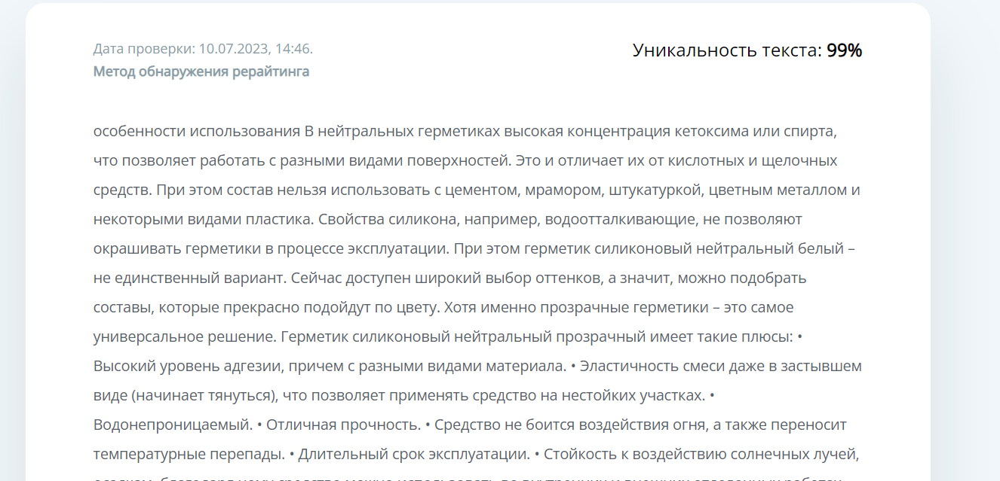 Дата проверки: 10.07.2023, 14:46.
Уникальность текста: 99%
Метод обнаружения рерайтинга
особенности использования В нейтральных герметиках высокая концентрация кетоксима или спирта,
что позволяет работать с разными видами поверхностей. Это и отличает их от кислотных и щелочных
средств. При этом состав нельзя использовать с цементом, мрамором, штукатуркой, цветным металлом и
некоторыми видами пластика. Свойства силикона, например, водоотталкивающие, не позволяют
окрашивать герметики в процессе эксплуатации. При этом герметик силиконовый нейтральный белый –
не единственный вариант. Сейчас доступен широкий выбор оттенков, а значит, можно подобрать
составы, которые прекрасно подойдут по цвету. Хотя именно прозрачные герметики – это самое
универсальное решение. Герметик силиконовый нейтральный прозрачный имеет такие плюсы: •
Высокий уровень адгезии, причем с разными видами материала. • Эластичность смеси даже в застывшем
виде (начинает тянуться), что позволяет применять средство на нестойких участках. •
Водонепроницаемый. • Отличная прочность. • Средство не боится воздействия огня, а также переносит
температурные перепады. • Длительный срок эксплуатации. • Стойкость к воздействию солнечных лучей,